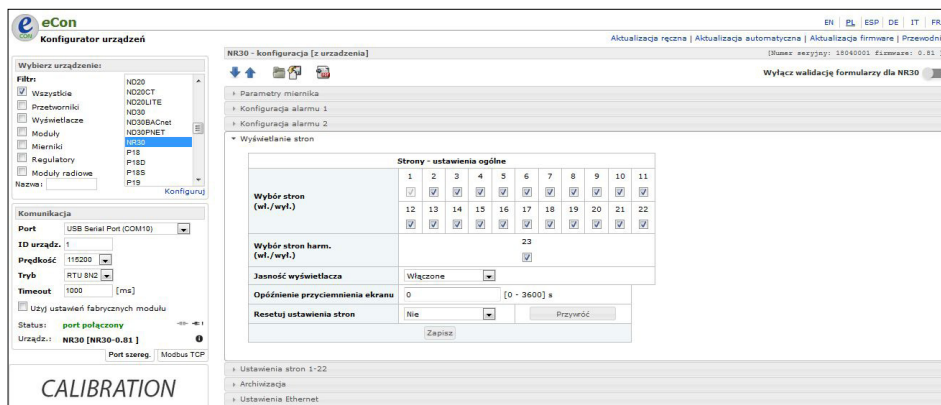 eCon
eCon
Konfigurator urządzeń
EN | PL | ESP | DE | IT | FR
Aktualizacja ręczna | Aktualizacja automatyczna | Aktualizacja firmware |
NR30 - konfiguracja [z urzadzenia]
[Numer seryjny: 18040001 firmware: 0.81 ]
Wyłącz walidację formularzy dla NR30
Wybierz urządzenie:
Filtr:
Wszystkie
Przetworniki
Wyświetlacze
Moduły
Mierniki
Regulatory
Moduły radiowe
Nazwa:
ND20
ND20CT
ND20LITE
ND30
ND30BACnet
ND30PNET
NR30
P18
P18D
P18S
P19
Konfiguruj
Komunikacja
Port USB Serial Port (COM10)
ID urządz. 1
Prędkość 115200
Tryb RTU 8N2
Timeout 1000 [ms]
Użyj ustawień fabrycznych modułu
Status: port połączony
Urządz.: NR30 [NR30-0.81 ]
Port szereg. Modbus TCP
CALIBRATION
Parametry miernika
Konfiguracja alarmu 1
Konfiguracja alarmu 2
Wyświetlanie stron
Strony - ustawienia ogólne
Wybór stron
(wł./wył.)
1 2 3 4 5 6 7 8 9 10 11
12 13 14 15 16 17 18 19 20 21 22
Wybór stron harm.
(wł./wył.)
23
Jasność wyświetlacza Włączone
Opóźnienie przyciemnienia ekranu 0 [0 - 3600] s
Resetuj ustawienia stron Nie Przywróć
Zapisz
Ustawienia stron 1-22
Archiwizacja
Ustawienia Ethernet